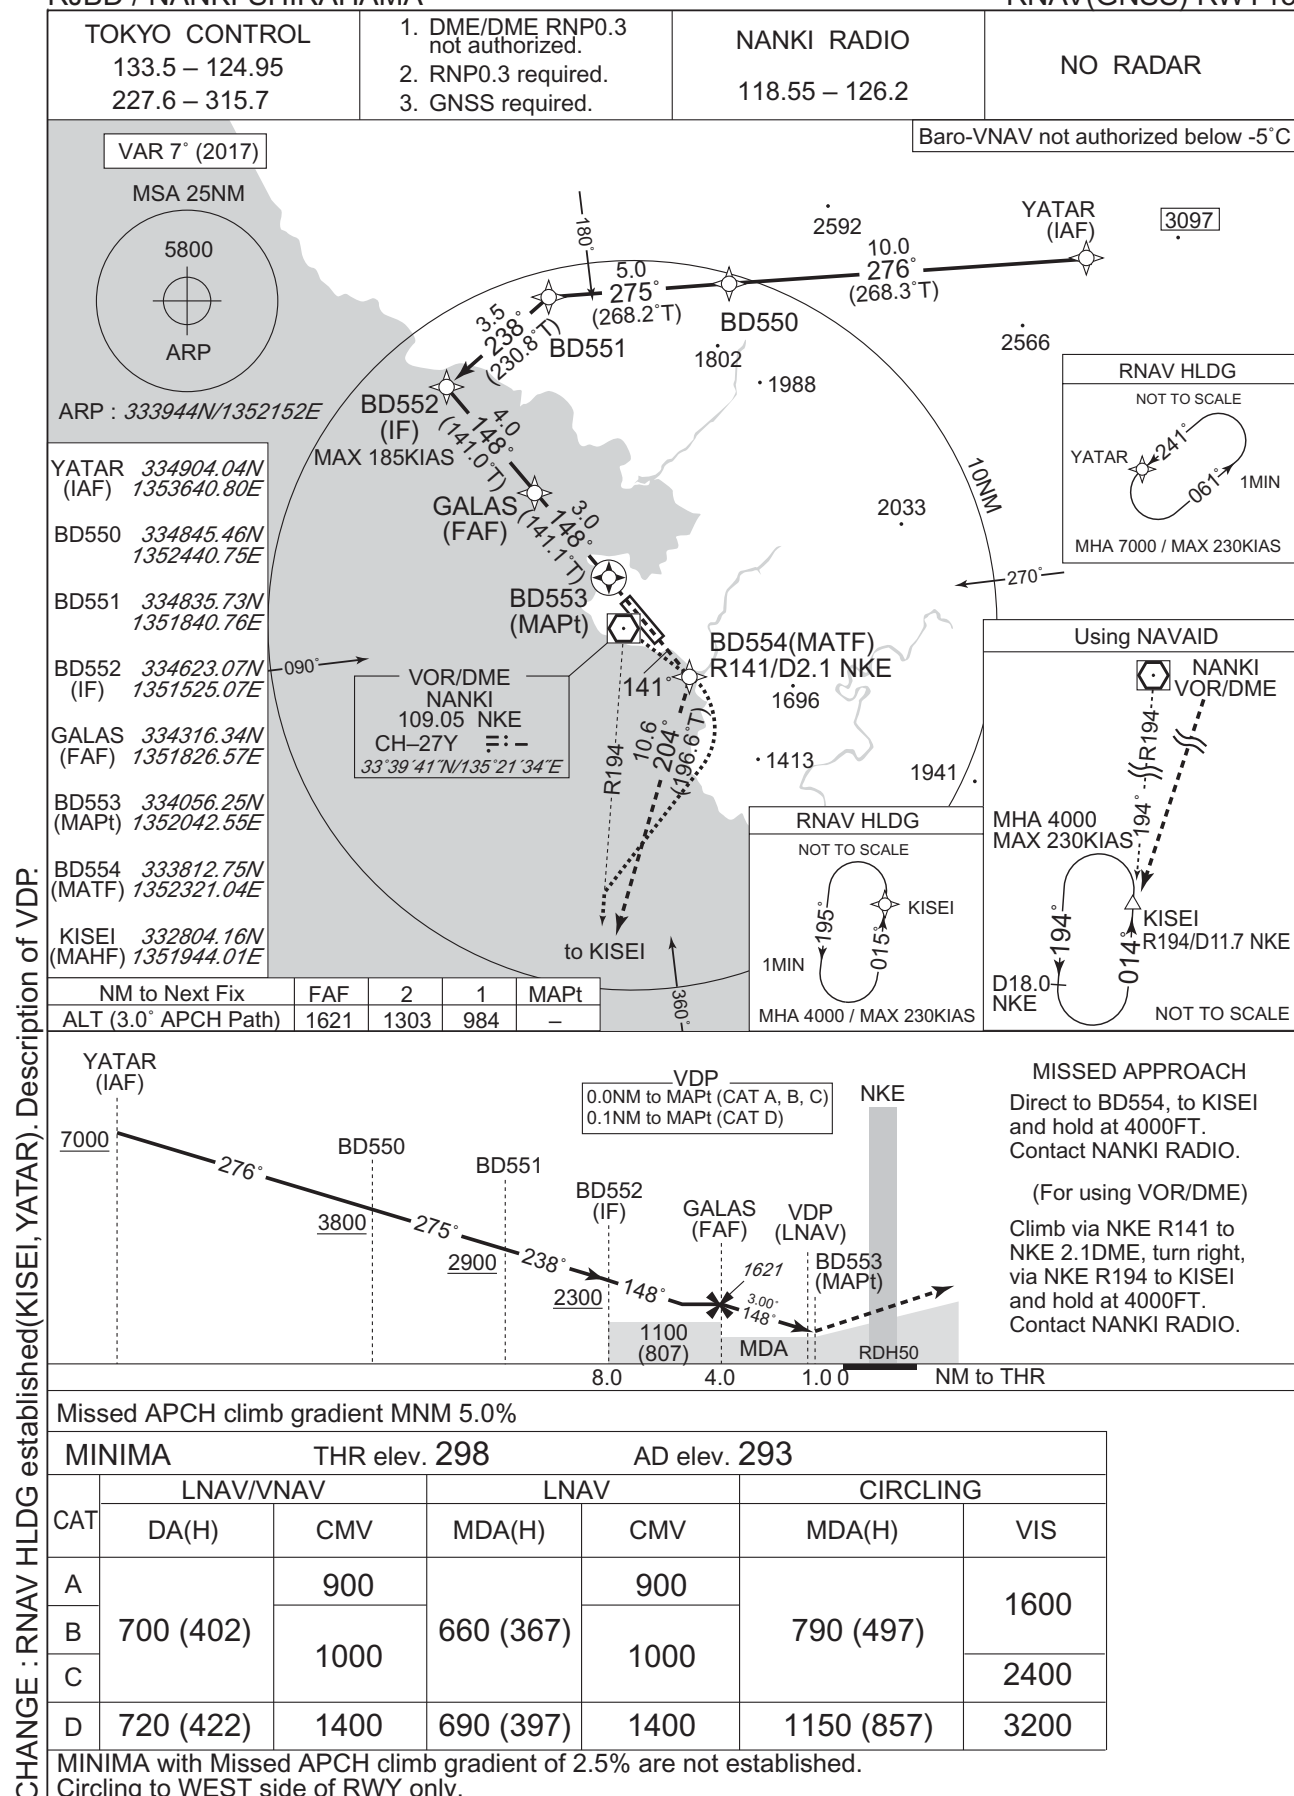 RJBD / NANKI SHIRAHAMA
TOKYO CONTROL
133.5 – 124.95
227.6 – 315.7
1. DME/DME RNP0.3
not authorized.
2. RNP0.3 required.
3. GNSS required.
NANKI RADIO
118.55 – 126.2
NO RADAR
VAR 7˚ (2017)
Baro-VNAV not authorized below -5˚C
MSA 25NM
5800
ARP
ARP : 333944N/1352152E
180˚
2592
YATAR
(IAF)
3097
10.0
276˚
(268.3˚T)
5.0
275˚
(268.2˚T)
BD550
3.5
238˚
(230.8˚T)
BD551
1802
1988
2566
BD552
(IF)
MAX 185KIAS
4.0
148˚
(141.0˚T)
GALAS
(FAF)
3.0
148˚
(141.1˚T)
10NM
2033
270˚
RNAV HLDG
NOT TO SCALE
YATAR
241˚
061˚
1MIN
MHA 7000 / MAX 230KIAS
YATAR 334904.04N
(IAF) 1353640.80E
BD550 334845.46N
1352440.75E
BD551 334835.73N
1351840.76E
BD552 334623.07N
(IF) 1351525.07E
GALAS 334316.34N
(FAF) 1351826.57E
BD553 334056.25N
(MAPt) 1352042.55E
BD554 333812.75N
(MATF) 1352321.04E
KISEI 332804.16N
(MAHF) 1351944.01E
BD553
(MAPt)
090˚
VOR/DME
NANKI
109.05 NKE
CH–27Y
33˚39´41˝N/135˚21´34˝E
141˚
BD554(MATF)
R141/D2.1 NKE
1696
1413
1941
R194
10.6
204˚
(196.6˚T)
to KISEI
360˚
RNAV HLDG
NOT TO SCALE
195˚
015˚
KISEI
1MIN
MHA 4000 / MAX 230KIAS
Using NAVAID
NANKI
VOR/DME
R194
194˚
MHA 4000
MAX 230KIAS
194˚
014˚
KISEI
R194/D11.7 NKE
D18.0
NKE
NOT TO SCALE
NM to Next Fix FAF 2 1 MAPt
ALT (3.0˚ APCH Path) 1621 1303 984 –
YATAR
(IAF)
7000
276˚
BD550
3800
275˚
BD551
2900
238˚
BD552
(IF)
2300
148˚
GALAS
(FAF)
1621
3.00˚
148˚
VDP
0.0NM to MAPt (CAT A, B, C)
0.1NM to MAPt (CAT D)
VDP
(LNAV)
BD553
(MAPt)
NKE
1100
(807)
MDA
RDH50
8.0 4.0 1.0 0 NM to THR
MISSED APPROACH
Direct to BD554, to KISEI
and hold at 4000FT.
Contact NANKI RADIO.
(For using VOR/DME)
Climb via NKE R141 to
NKE 2.1DME, turn right,
via NKE R194 to KISEI
and hold at 4000FT.
Contact NANKI RADIO.
Missed APCH climb gradient MNM 5.0%
MINIMA THR elev. 298 AD elev. 293
CAT LNAV/VNAV LNAV CIRCLING
DA(H) CMV MDA(H) CMV MDA(H) VIS
A 700 (402) 900 660 (367) 900 790 (497) 1600
B 1000 1000
C 2400
D 720 (422) 1400 690 (397) 1400 1150 (857) 3200
MINIMA with Missed APCH climb gradient of 2.5% are not established.
Circling to WEST side of RWY only.
CHANGE : RNAV HLDG established(KISEI, YATAR). Description of VDP.